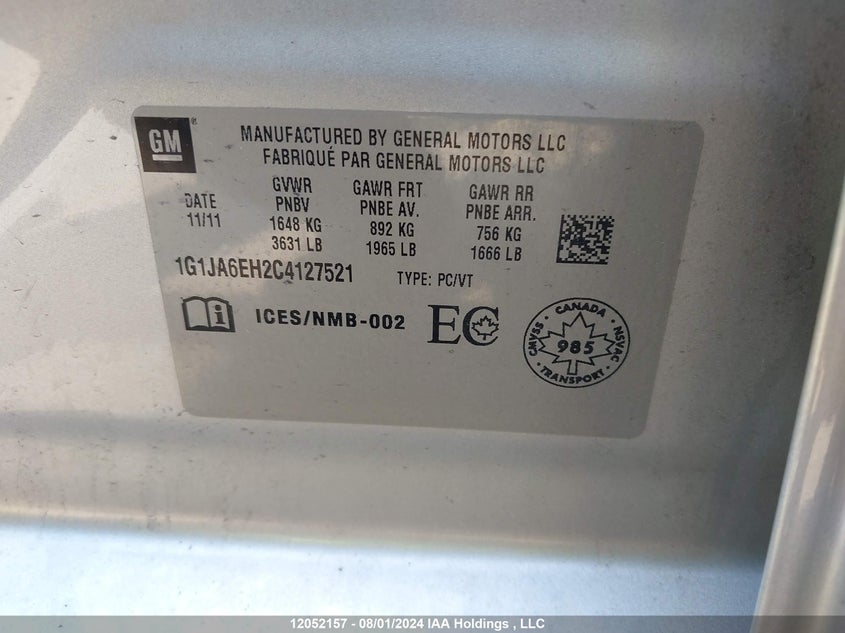 GM®
MANUFACTURED BY GENERAL MOTORS LLC
FABRIQUÉ PAR GENERAL MOTORS LLC
DATE GVWR GAWR FRT GAWR RR
PNBV PNBE AV. PNBE ARR.
11/11 1648 KG 892 KG 756 KG
3631 LB 1965 LB 1666 LB
1G1JA6EH2C4127521 TYPE: PC/VT
i ICES/NMB-002 EC
CANADA
CMVSS 985 NSVAC
TRANSPORT
12052157 - 08/01/2024 IAA Holdings , LLC